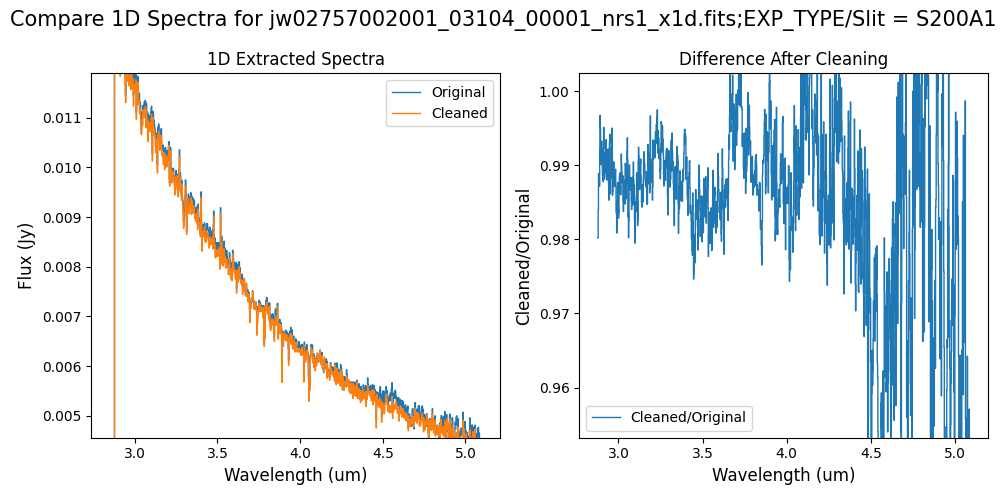 Compare 1D Spectra for jw02757002001_03104_00001_nrs1_x1d.fits;EXP_TYPE/Slit = S200A1
1D Extracted Spectra
Original
Cleaned
0.011
0.010
0.009
0.008
0.007
0.006
0.005
Flux (Jy)
3.0 3.5 4.0 4.5 5.0
Wavelength (um)
Difference After Cleaning
1.00
0.99
0.98
0.97
0.96
Cleaned/Original
Cleaned/Original
3.0 3.5 4.0 4.5 5.0
Wavelength (um)